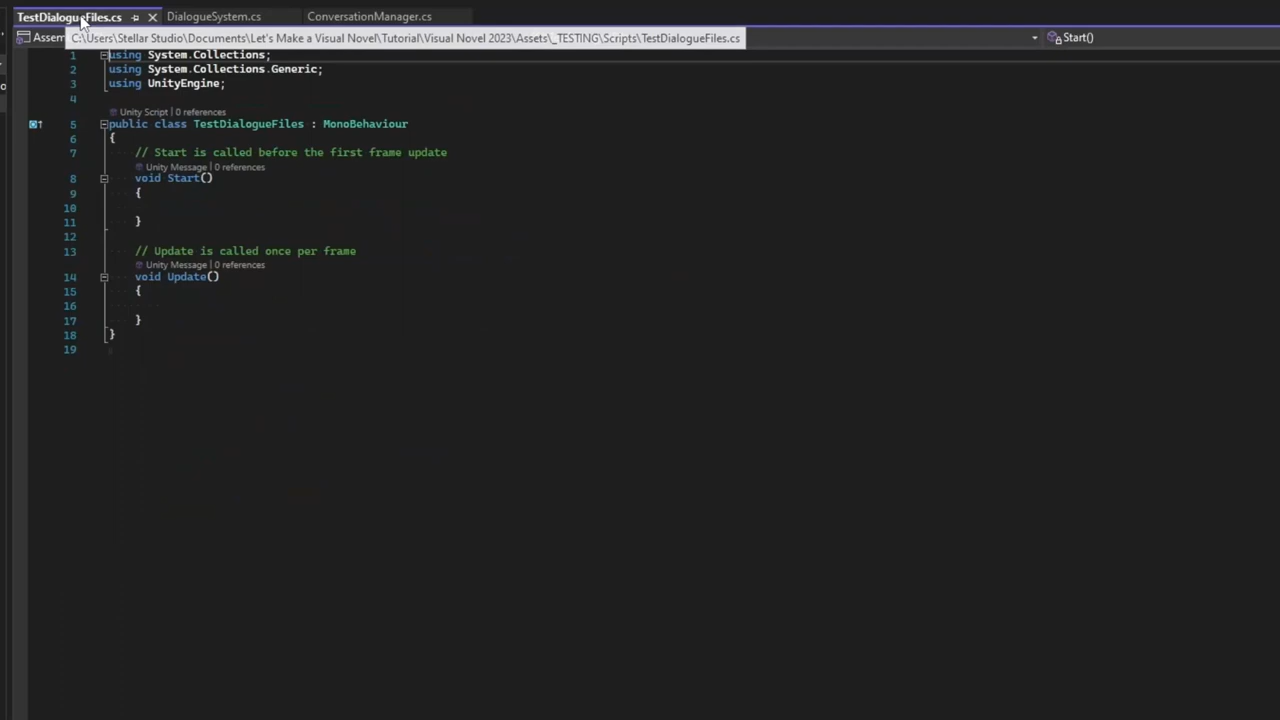 TestDialogueFiles.cs
DialogueSystem.cs
ConversationManager.cs
Assem
C:\Users\Stellar Studio\Documents\Let's Make a Visual Novel\Tutorial\Visual Novel 2023\Assets\_TESTING\Scripts\TestDialogueFiles.cs
Start()
1 using System.Collections;
2 using System.Collections.Generic;
3 using UnityEngine;
4
Unity Script | 0 references
5 public class TestDialogueFiles : MonoBehaviour
6 {
7 // Start is called before the first frame update
Unity Message | 0 references
8 void Start()
9 {
10
11 }
12
13 // Update is called once per frame
Unity Message | 0 references
14 void Update()
15 {
16
17 }
18 }
19